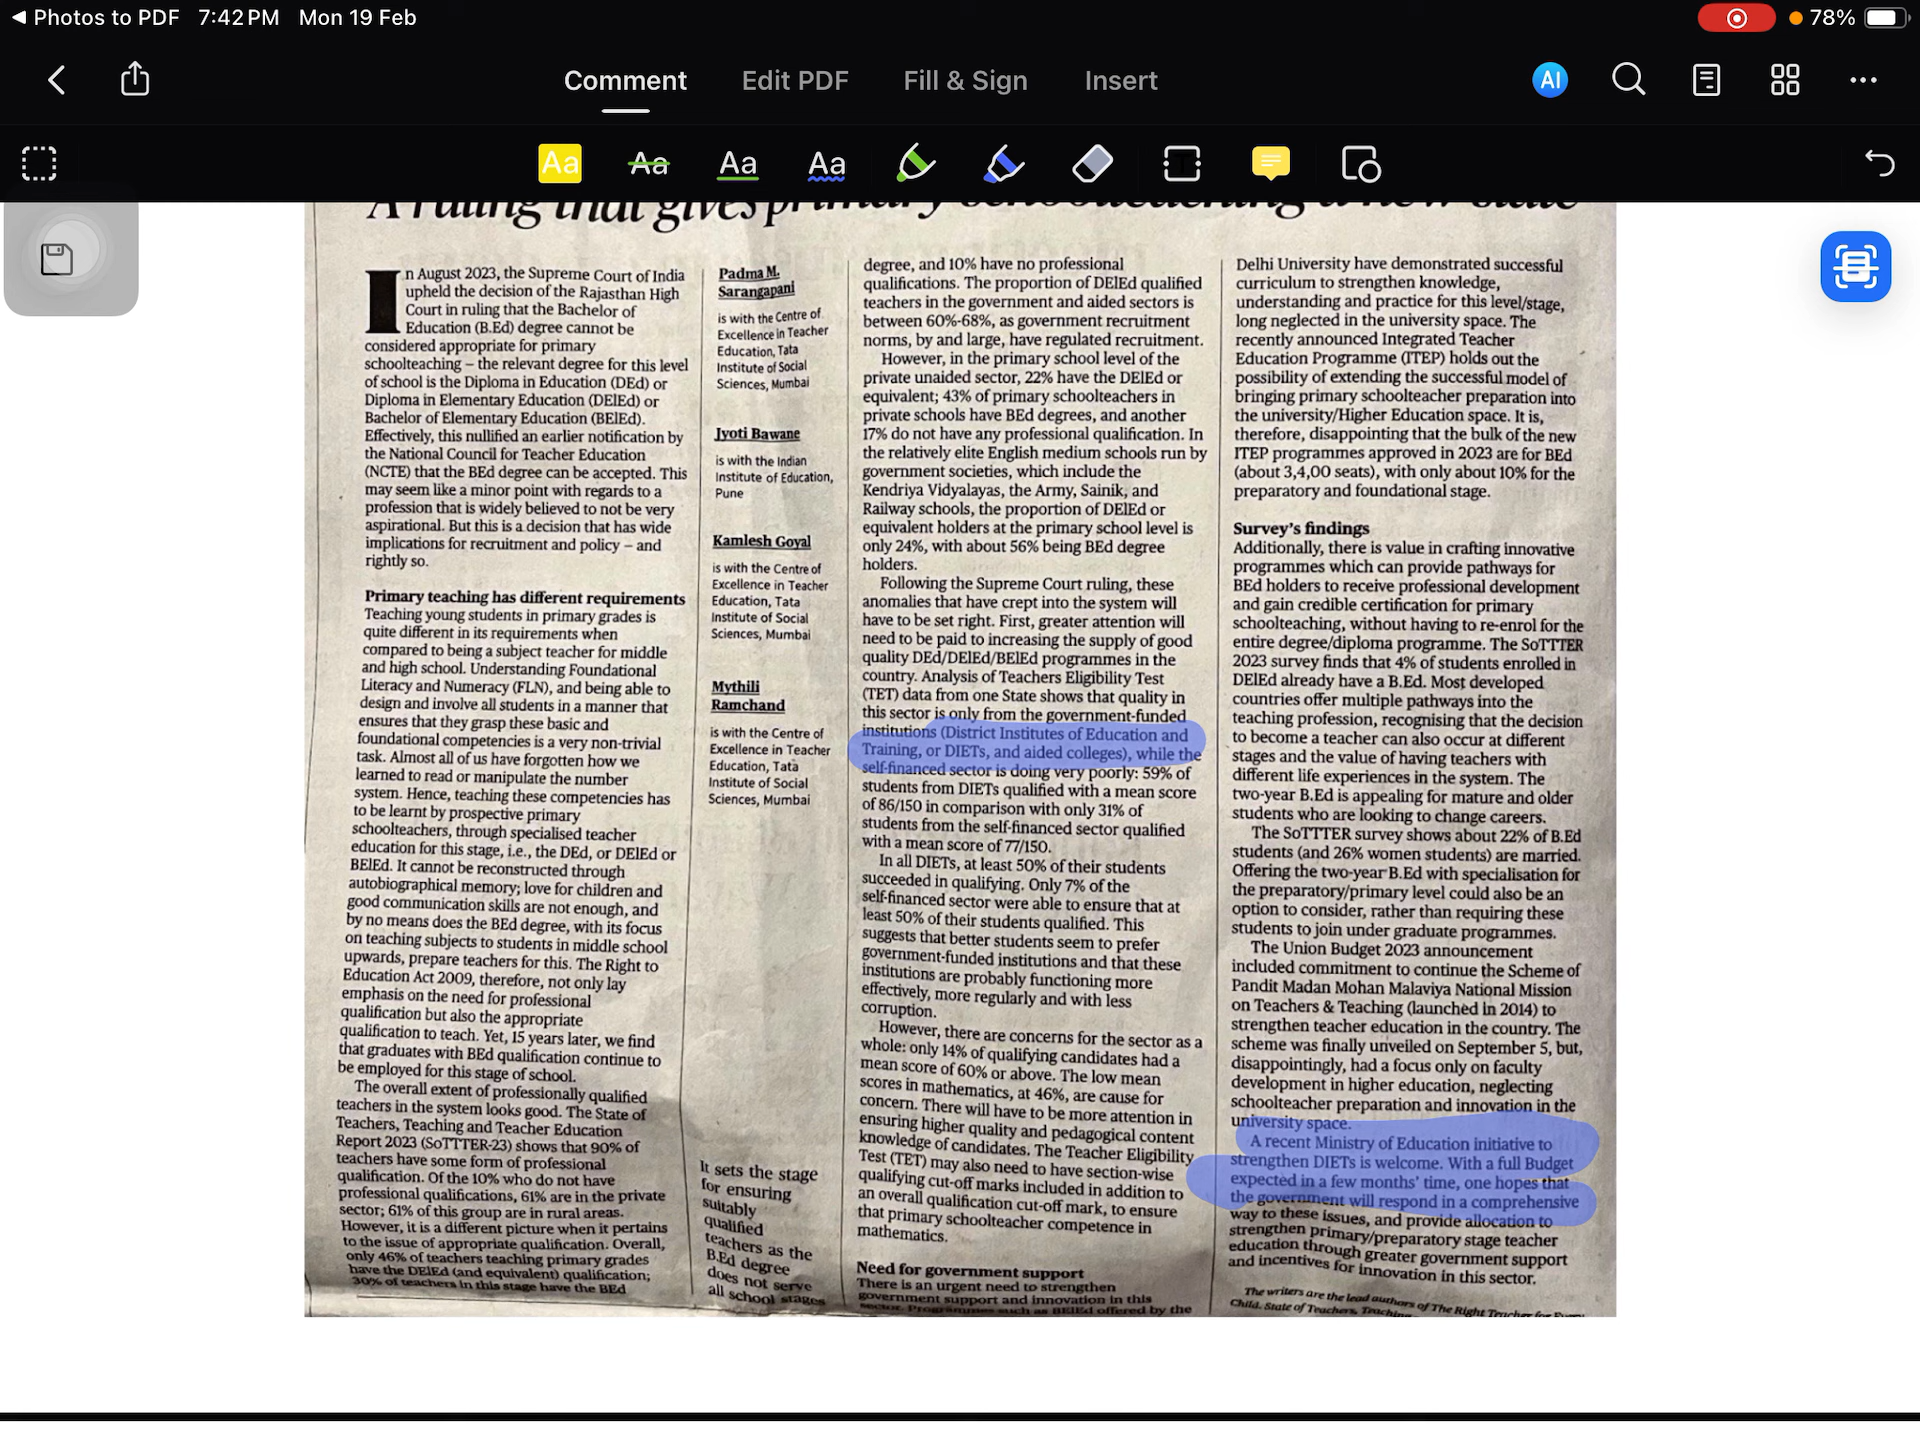 Photos to PDF 7:42 PM Mon 19 Feb
78%
Comment
Edit PDF
Fill & Sign
Insert
AI
Aa
Aa
Aa
Aa
T
A ruling that gives primary schoolteaching a new state
In August 2023, the Supreme Court of India
upheld the decision of the Rajasthan High
Court in ruling that the Bachelor of
Education (B.Ed) degree cannot be
considered appropriate for primary
schoolteaching – the relevant degree for this level
of school is the Diploma in Education (DEd) or
Diploma in Elementary Education (DElEd) or
Bachelor of Elementary Education (BElEd).
Effectively, this nullified an earlier notification by
the National Council for Teacher Education
(NCTE) that the BEd degree can be accepted. This
may seem like a minor point with regards to a
profession that is widely believed to not be very
aspirational. But this is a decision that has wide
implications for recruitment and policy – and
rightly so.
Primary teaching has different requirements
Teaching young students in primary grades is
quite different in its requirements when
compared to being a subject teacher for middle
and high school. Understanding Foundational
Literacy and Numeracy (FLN), and being able to
design and involve all students in a manner that
ensures that they grasp these basic and
foundational competencies is a very non-trivial
task. Almost all of us have forgotten how we
learned to read or manipulate the number
system. Hence, teaching these competencies has
to be learnt by prospective primary
schoolteachers, through specialised teacher
education for this stage, i.e., the DEd, or DElEd or
BElEd. It cannot be reconstructed through
autobiographical memory; love for children and
good communication skills are not enough, and
by no means does the BEd degree, with its focus
on teaching subjects to students in middle school
upwards, prepare teachers for this. The Right to
Education Act 2009, therefore, not only lay
emphasis on the need for professional
qualification but also the appropriate
qualification to teach. Yet, 15 years later, we find
that graduates with BEd qualification continue to
be employed for this stage of school.
The overall extent of professionally qualified
teachers in the system looks good. The State of
Teachers, Teaching and Teacher Education
Report 2023 (SoTTTER-23) shows that 90% of
teachers have some form of professional
qualification. Of the 10% who do not have
professional qualifications, 61% are in the private
sector; 61% of this group are in rural areas.
However, it is a different picture when it pertains
to the issue of appropriate qualification. Overall,
only 46% of teachers teaching primary grades
have the DElEd (and equivalent) qualification;
30% of teachers in this stage have the BEd
Padma M.
Sarangapani
is with the Centre of
Excellence in Teacher
Education, Tata
Institute of Social
Sciences, Mumbai
Jyoti Bawane
is with the Indian
Institute of Education,
Pune
Kamlesh Goyal
is with the Centre of
Excellence in Teacher
Education, Tata
Institute of Social
Sciences, Mumbai
Mythili
Ramchand
is with the Centre of
Excellence in Teacher
Education, Tata
Institute of Social
Sciences, Mumbai
It sets the stage
for ensuring
suitably
qualified
teachers as the
B.Ed degree
does not serve
all school stages
degree, and 10% have no professional
qualifications. The proportion of DElEd qualified
teachers in the government and aided sectors is
between 60%-68%, as government recruitment
norms, by and large, have regulated recruitment.
However, in the primary school level of the
private unaided sector, 22% have the DElEd or
equivalent; 43% of primary schoolteachers in
private schools have BEd degrees, and another
17% do not have any professional qualification. In
the relatively elite English medium schools run by
government societies, which include the
Kendriya Vidyalayas, the Army, Sainik, and
Railway schools, the proportion of DElEd or
equivalent holders at the primary school level is
only 24%, with about 56% being BEd degree
holders.
Following the Supreme Court ruling, these
anomalies that have crept into the system will
have to be set right. First, greater attention will
need to be paid to increasing the supply of good
quality DEd/DElEd/BElEd programmes in the
country. Analysis of Teachers Eligibility Test
(TET) data from one State shows that quality in
this sector is only from the government-funded
institutions (District Institutes of Education and
Training, or DIETs, and aided colleges), while the
self-financed sector is doing very poorly: 59% of
students from DIETs qualified with a mean score
of 86/150 in comparison with only 31% of
students from the self-financed sector qualified
with a mean score of 77/150.
In all DIETs, at least 50% of their students
succeeded in qualifying. Only 7% of the
self-financed sector were able to ensure that at
least 50% of their students qualified. This
suggests that better students seem to prefer
government-funded institutions and that these
institutions are probably functioning more
effectively, more regularly and with less
corruption.
However, there are concerns for the sector as a
whole: only 14% of qualifying candidates had a
mean score of 60% or above. The low mean
scores in mathematics, at 46%, are cause for
concern. There will have to be more attention in
ensuring higher quality and pedagogical content
knowledge of candidates. The Teacher Eligibility
Test (TET) may also need to have section-wise
qualifying cut-off marks included in addition to
an overall qualification cut-off mark, to ensure
that primary schoolteacher competence in
mathematics.
Need for government support
There is an urgent need to strengthen
government support and innovation in this
sector. Programmes such as BElEd offered by the
Delhi University have demonstrated successful
curriculum to strengthen knowledge,
understanding and practice for this level/stage,
long neglected in the university space. The
recently announced Integrated Teacher
Education Programme (ITEP) holds out the
possibility of extending the successful model of
bringing primary schoolteacher preparation into
the university/Higher Education space. It is,
therefore, disappointing that the bulk of the new
ITEP programmes approved in 2023 are for BEd
(about 3,4,00 seats), with only about 10% for the
preparatory and foundational stage.
Survey's findings
Additionally, there is value in crafting innovative
programmes which can provide pathways for
BEd holders to receive professional development
and gain credible certification for primary
schoolteaching, without having to re-enrol for the
entire degree/diploma programme. The SoTTTER
2023 survey finds that 4% of students enrolled in
DElEd already have a B.Ed. Most developed
countries offer multiple pathways into the
teaching profession, recognising that the decision
to become a teacher can also occur at different
stages and the value of having teachers with
different life experiences in the system. The
two-year B.Ed is appealing for mature and older
students who are looking to change careers.
The SoTTTER survey shows about 22% of B.Ed
students (and 26% women students) are married.
Offering the two-year B.Ed with specialisation for
the preparatory/primary level could also be an
option to consider, rather than requiring these
students to join under graduate programmes.
The Union Budget 2023 announcement
included commitment to continue the Scheme of
Pandit Madan Mohan Malaviya National Mission
on Teachers & Teaching (launched in 2014) to
strengthen teacher education in the country. The
scheme was finally unveiled on September 5, but,
disappointingly, had a focus only on faculty
development in higher education, neglecting
schoolteacher preparation and innovation in the
university space.
A recent Ministry of Education initiative to
strengthen DIETs is welcome. With a full Budget
expected in a few months' time, one hopes that
the government will respond in a comprehensive
way to these issues, and provide allocation to
strengthen primary/preparatory stage teacher
education through greater government support
and incentives for innovation in this sector.
The writers are the lead authors of The Right Teacher for Every
Child. State of Teachers, Teaching